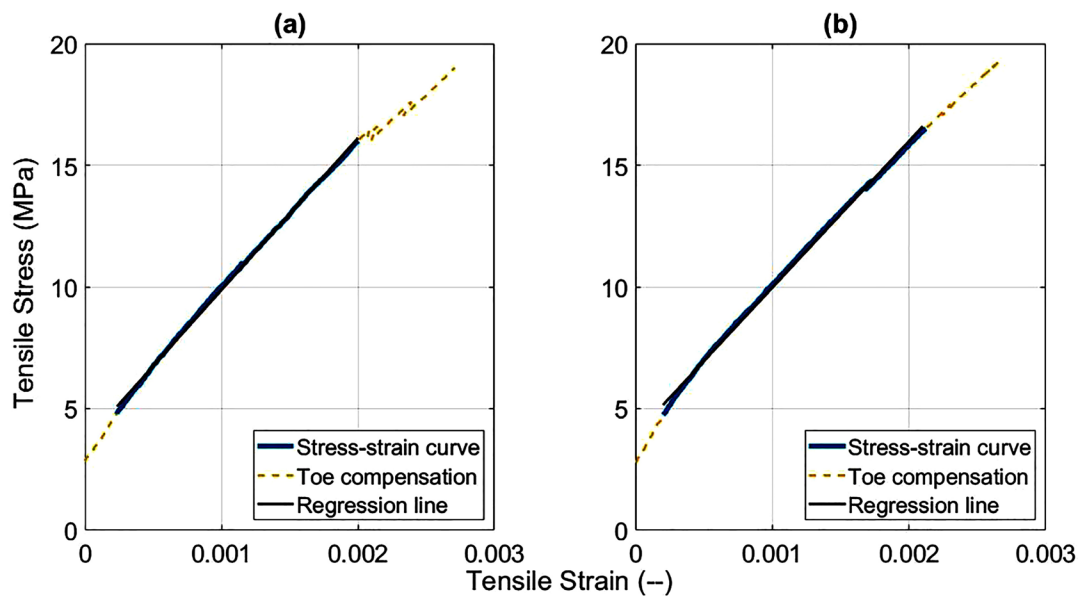 (a)
20
15
10
5
0
0
0.001
0.002
0.003
Tensile Stress (MPa)
Stress-strain curve
Toe compensation
Regression line
(b)
20
15
10
5
0
0
0.001
0.002
0.003
Stress-strain curve
Toe compensation
Regression line
Tensile Strain (--)